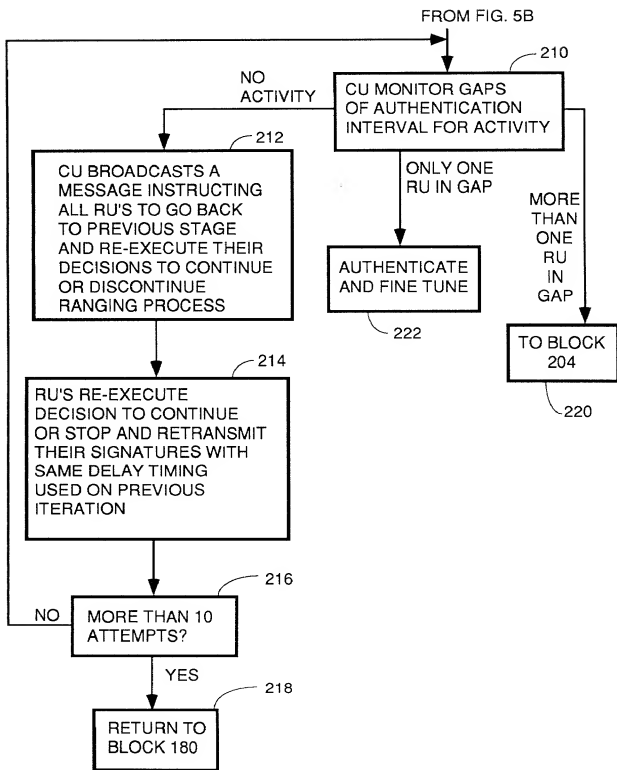 FROM FIG. 5B
210
CU MONITOR GAPS
OF AUTHENTICATION
INTERVAL FOR ACTIVITY
NO
ACTIVITY
212
CU BROADCASTS A
MESSAGE INSTRUCTING
ALL RU'S TO GO BACK
TO PREVIOUS STAGE
AND RE-EXECUTE THEIR
DECISIONS TO CONTINUE
OR DISCONTINUE
RANGING PROCESS
ONLY ONE
RU IN GAP
AUTHENTICATE
AND FINE TUNE
222
MORE
THAN
ONE
RU
IN
GAP
TO BLOCK
204
220
214
RU'S RE-EXECUTE
DECISION TO CONTINUE
OR STOP AND RETRANSMIT
THEIR SIGNATURES WITH
SAME DELAY TIMING
USED ON PREVIOUS
ITERATION
216
NO
MORE THAN 10
ATTEMPTS?
YES
218
RETURN TO
BLOCK 180